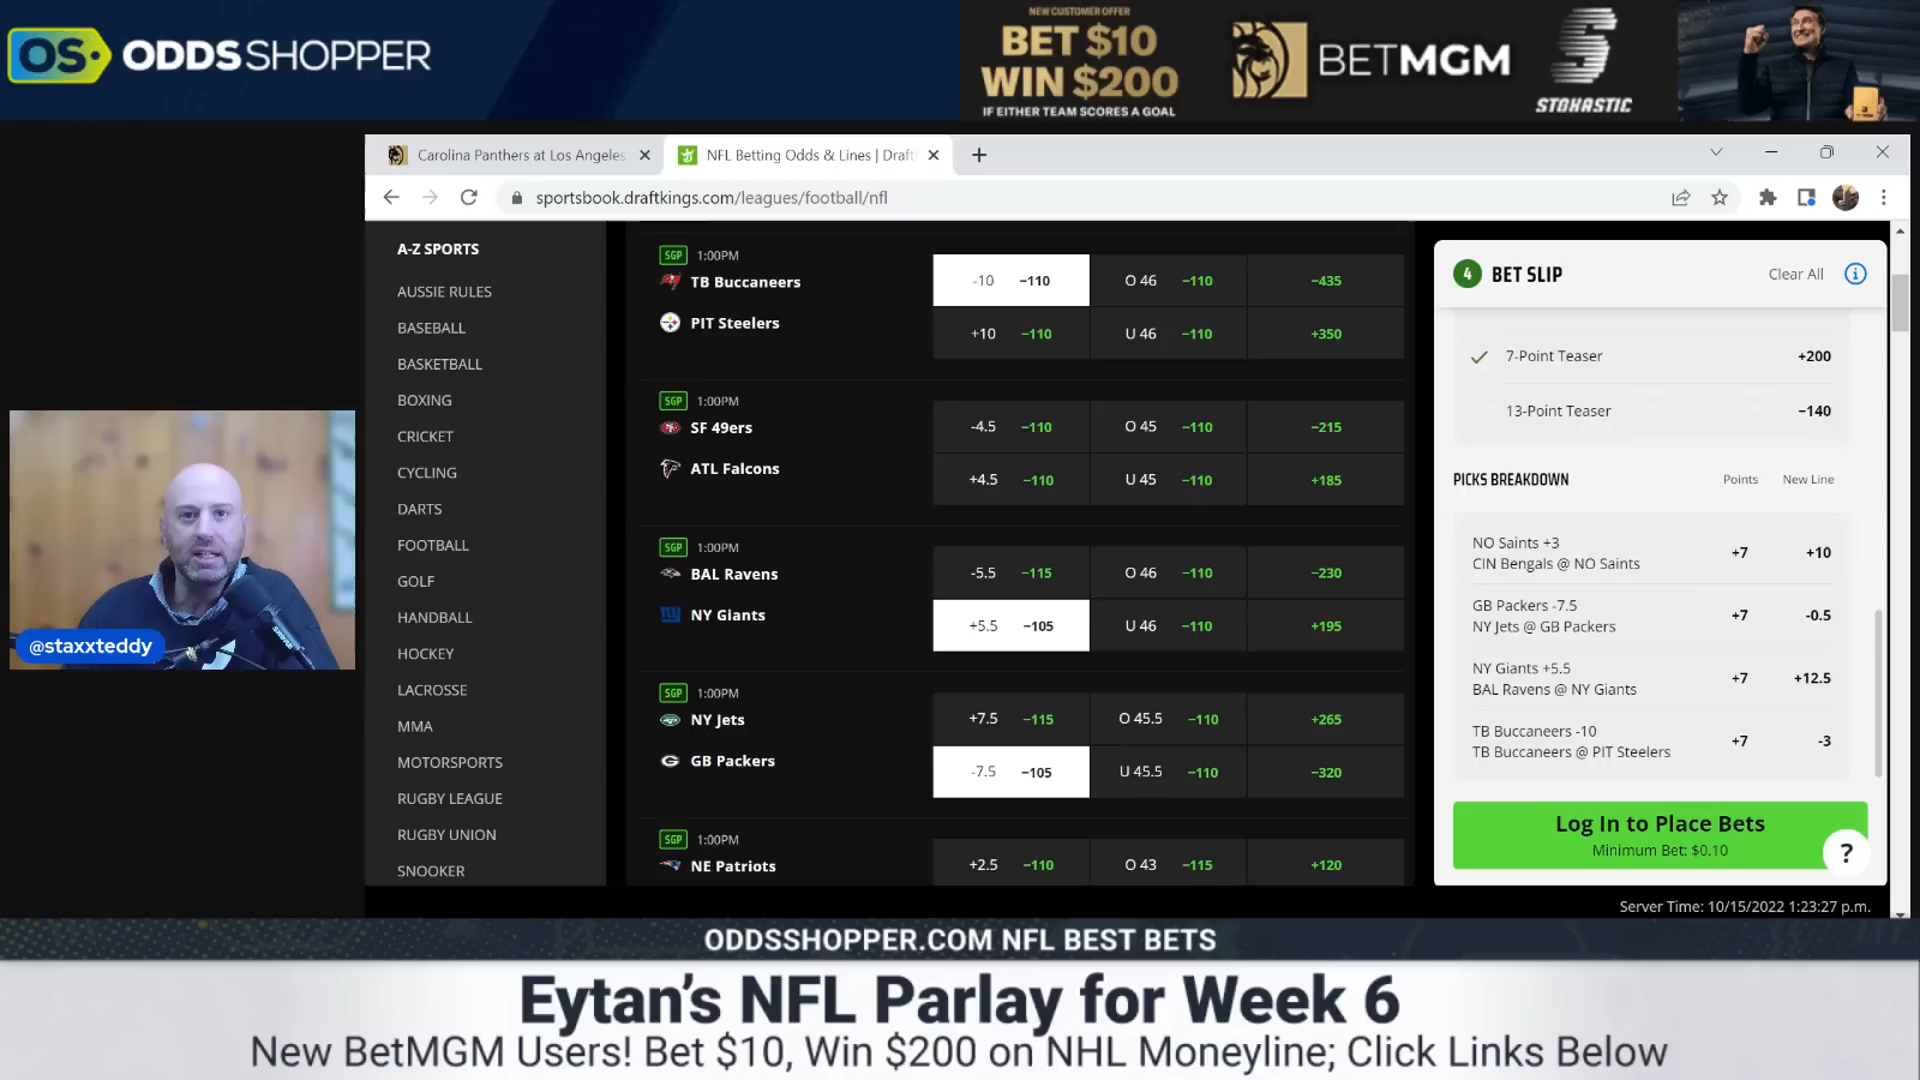 OS
ODDSSHOPPER
NEW CUSTOMER OFFER
BET $10
WIN $200
IF EITHER TEAM SCORES A GOAL
BETMGM
STOKASTIC
Carolina Panthers at Los Angeles
NFL Betting Odds & Lines | Draft
sportsbook.draftkings.com/leagues/football/nfl
A-Z SPORTS
AUSSIE RULES
BASEBALL
BASKETBALL
BOXING
CRICKET
CYCLING
DARTS
FOOTBALL
GOLF
HANDBALL
HOCKEY
LACROSSE
MMA
MOTORSPORTS
RUGBY LEAGUE
RUGBY UNION
SNOOKER
SGP 1:00PM
TB Buccaneers -10 −110 O 46 −110 −435
PIT Steelers +10 −110 U 46 −110 +350
SGP 1:00PM
SF 49ers -4.5 −110 O 45 −110 −215
ATL Falcons +4.5 −110 U 45 −110 +185
SGP 1:00PM
BAL Ravens -5.5 −115 O 46 −110 −230
NY Giants +5.5 −105 U 46 −110 +195
SGP 1:00PM
NY Jets +7.5 −115 O 45.5 −110 +265
GB Packers -7.5 −105 U 45.5 −110 −320
SGP 1:00PM
NE Patriots +2.5 −110 O 43 −115 +120
4 BET SLIP Clear All
7-Point Teaser +200
13-Point Teaser −140
PICKS BREAKDOWN Points New Line
NO Saints +3
CIN Bengals @ NO Saints +7 +10
GB Packers -7.5
NY Jets @ GB Packers +7 -0.5
NY Giants +5.5
BAL Ravens @ NY Giants +7 +12.5
TB Buccaneers -10
TB Buccaneers @ PIT Steelers +7 -3
Log In to Place Bets
Minimum Bet: $0.10
?
Server Time: 10/15/2022 1:23:27 p.m.
@staxxteddy
ODDSSHOPPER.COM NFL BEST BETS
Eytan's NFL Parlay for Week 6
New BetMGM Users! Bet $10, Win $200 on NHL Moneyline; Click Links Below